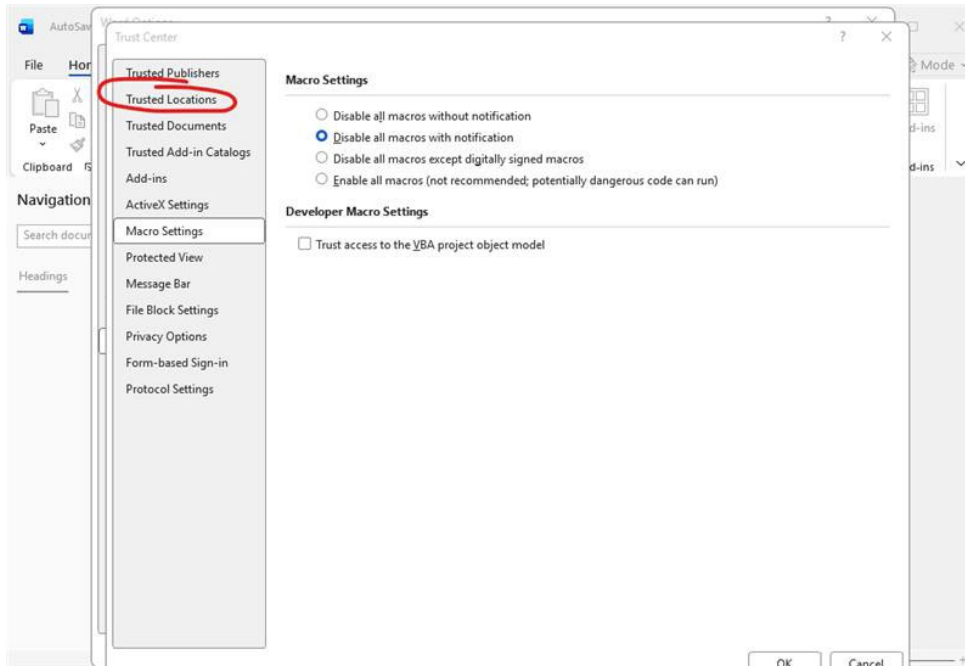 AutoSav
Word Options
?
Trust Center
?
File
Hor
Mode
Paste
Clipboard
d-ins
d-ins
Navigation
Search docur
Headings
Trusted Publishers
Trusted Locations
Trusted Documents
Trusted Add-in Catalogs
Add-ins
ActiveX Settings
Macro Settings
Protected View
Message Bar
File Block Settings
Privacy Options
Form-based Sign-in
Protocol Settings
Macro Settings
Disable all macros without notification
Disable all macros with notification
Disable all macros except digitally signed macros
Enable all macros (not recommended; potentially dangerous code can run)
Developer Macro Settings
Trust access to the VBA project object model
OK
Cancel